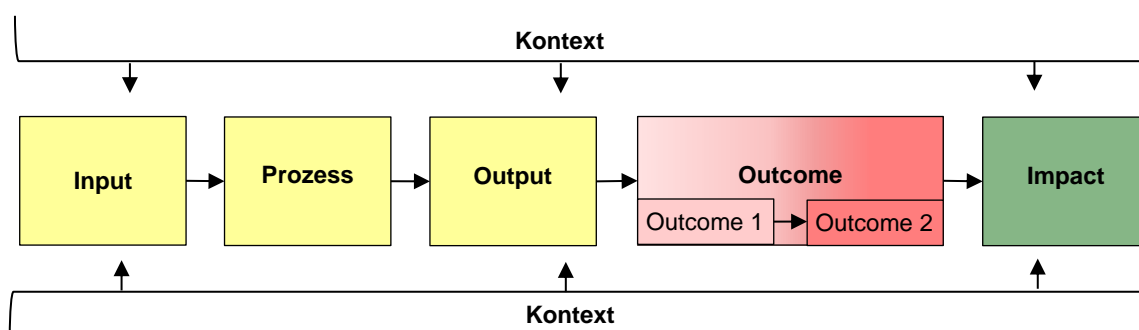 Kontext
Input
Prozess
Output
Outcome
Impact
Outcome 1
Outcome 2
Kontext